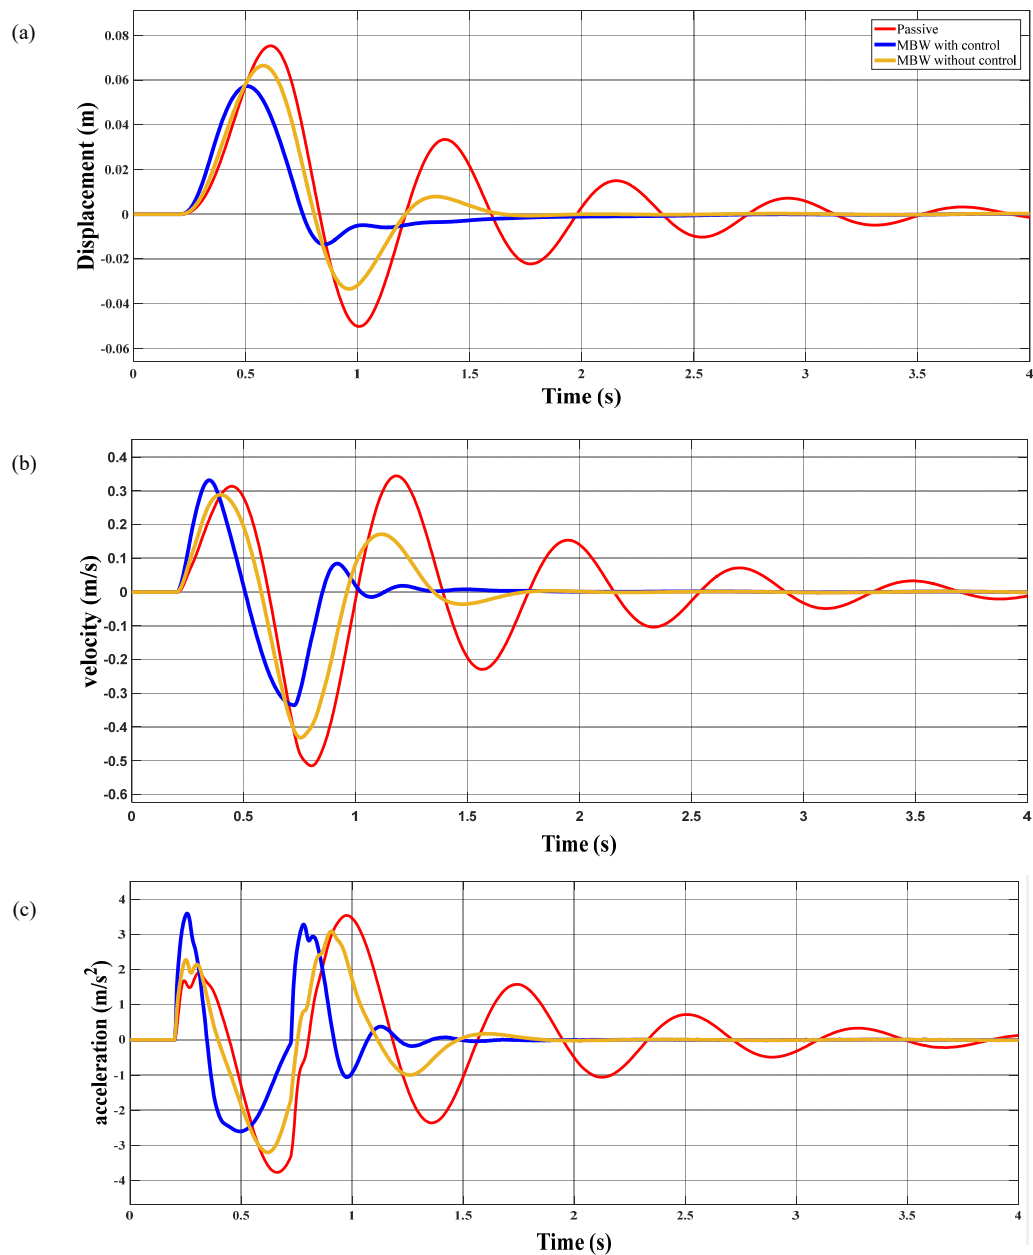 (a)
Displacement (m)
0.08
0.06
0.04
0.02
0
-0.02
-0.04
-0.06
Passive
MBW with control
MBW without control
0 0.5 1 1.5 2 2.5 3 3.5 4
Time (s)
(b)
velocity (m/s)
0.4
0.3
0.2
0.1
0
-0.1
-0.2
-0.3
-0.4
-0.5
-0.6
0 0.5 1 1.5 2 2.5 3 3.5 4
Time (s)
(c)
acceleration (m/s²)
4
3
2
1
0
-1
-2
-3
-4
0 0.5 1 1.5 2 2.5 3 3.5 4
Time (s)